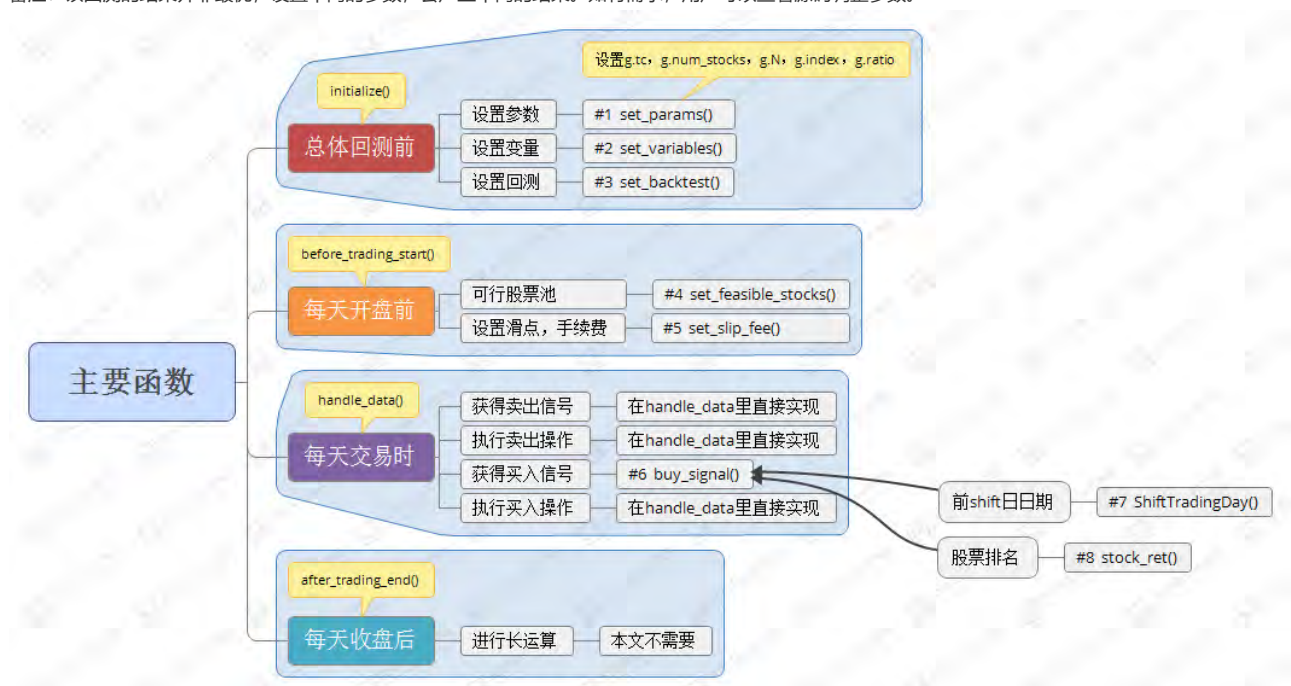 设置g.tc，g.num_stocks，g.N，g.index，g.ratio
initialize()
总体回测前
设置参数
#1 set_params()
设置变量
#2 set_variables()
设置回测
#3 set_backtest()
before_trading_start()
每天开盘前
可行股票池
#4 set_feasible_stocks()
设置滑点，手续费
#5 set_slip_fee()
主要函数
handle_data()
每天交易时
获得卖出信号
在handle_data里直接实现
执行卖出操作
在handle_data里直接实现
获得买入信号
#6 buy_signal()
执行买入操作
在handle_data里直接实现
前shift日日期
#7 ShiftTradingDay()
股票排名
#8 stock_ret()
after_trading_end()
每天收盘后
进行长运算
本文不需要